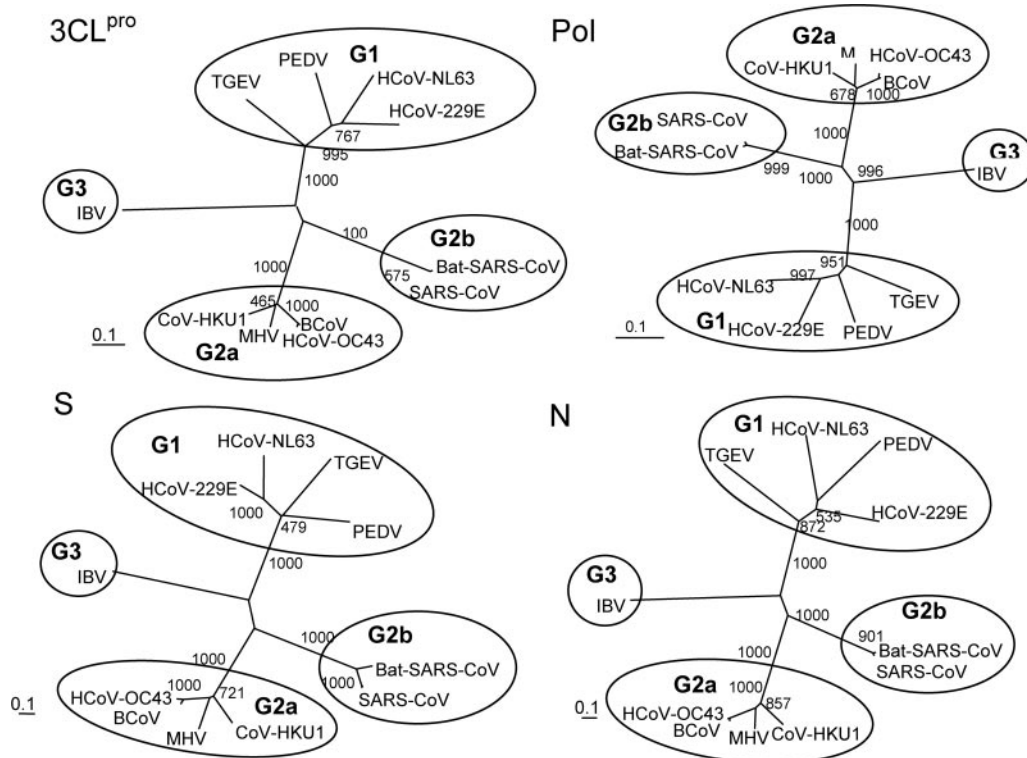 3CL^pro
G1
PEDV
HCoV-NL63
TGEV
HCoV-229E
767
995
1000
G3
IBV
100
G2b
Bat-SARS-CoV
575
SARS-CoV
1000
465
1000
CoV-HKU1
BCoV
MHV
HCoV-OC43
G2a
0.1
Pol
G2a
M
HCoV-OC43
CoV-HKU1
BCoV
678
1000
G2b
SARS-CoV
1000
Bat-SARS-CoV
999
1000
996
G3
IBV
1000
951
997
HCoV-NL63
TGEV
G1
HCoV-229E
PEDV
0.1
S
G1
HCoV-NL63
TGEV
HCoV-229E
1000
479
PEDV
G3
1000
IBV
1000
G2b
Bat-SARS-CoV
1000
SARS-CoV
1000
1000
721
HCoV-OC43
BCoV
G2a
MHV
CoV-HKU1
0.1
N
G1
HCoV-NL63
PEDV
TGEV
535
HCoV-229E
872
1000
G3
IBV
1000
G2b
901
Bat-SARS-CoV
SARS-CoV
G2a
1000
857
HCoV-OC43
BCoV
MHV
CoV-HKU1
0.1